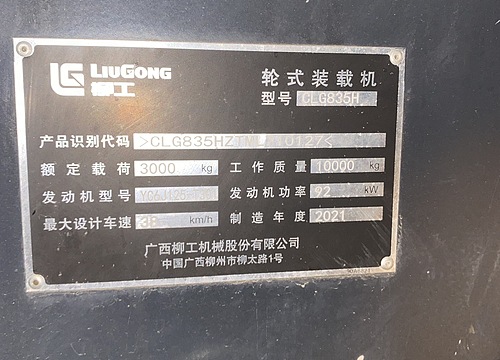 LIUGONG
柳工
轮式装载机
型号 CLG835H
产品识别代码 >CLG835HZ
额定载荷 3000 kg 工作质量 10000 kg
发动机型号 发动机功率 92 kW
最大设计车速 38 km/h 制造年度 2021
广西柳工机械股份有限公司
中国广西柳州市柳太路1号